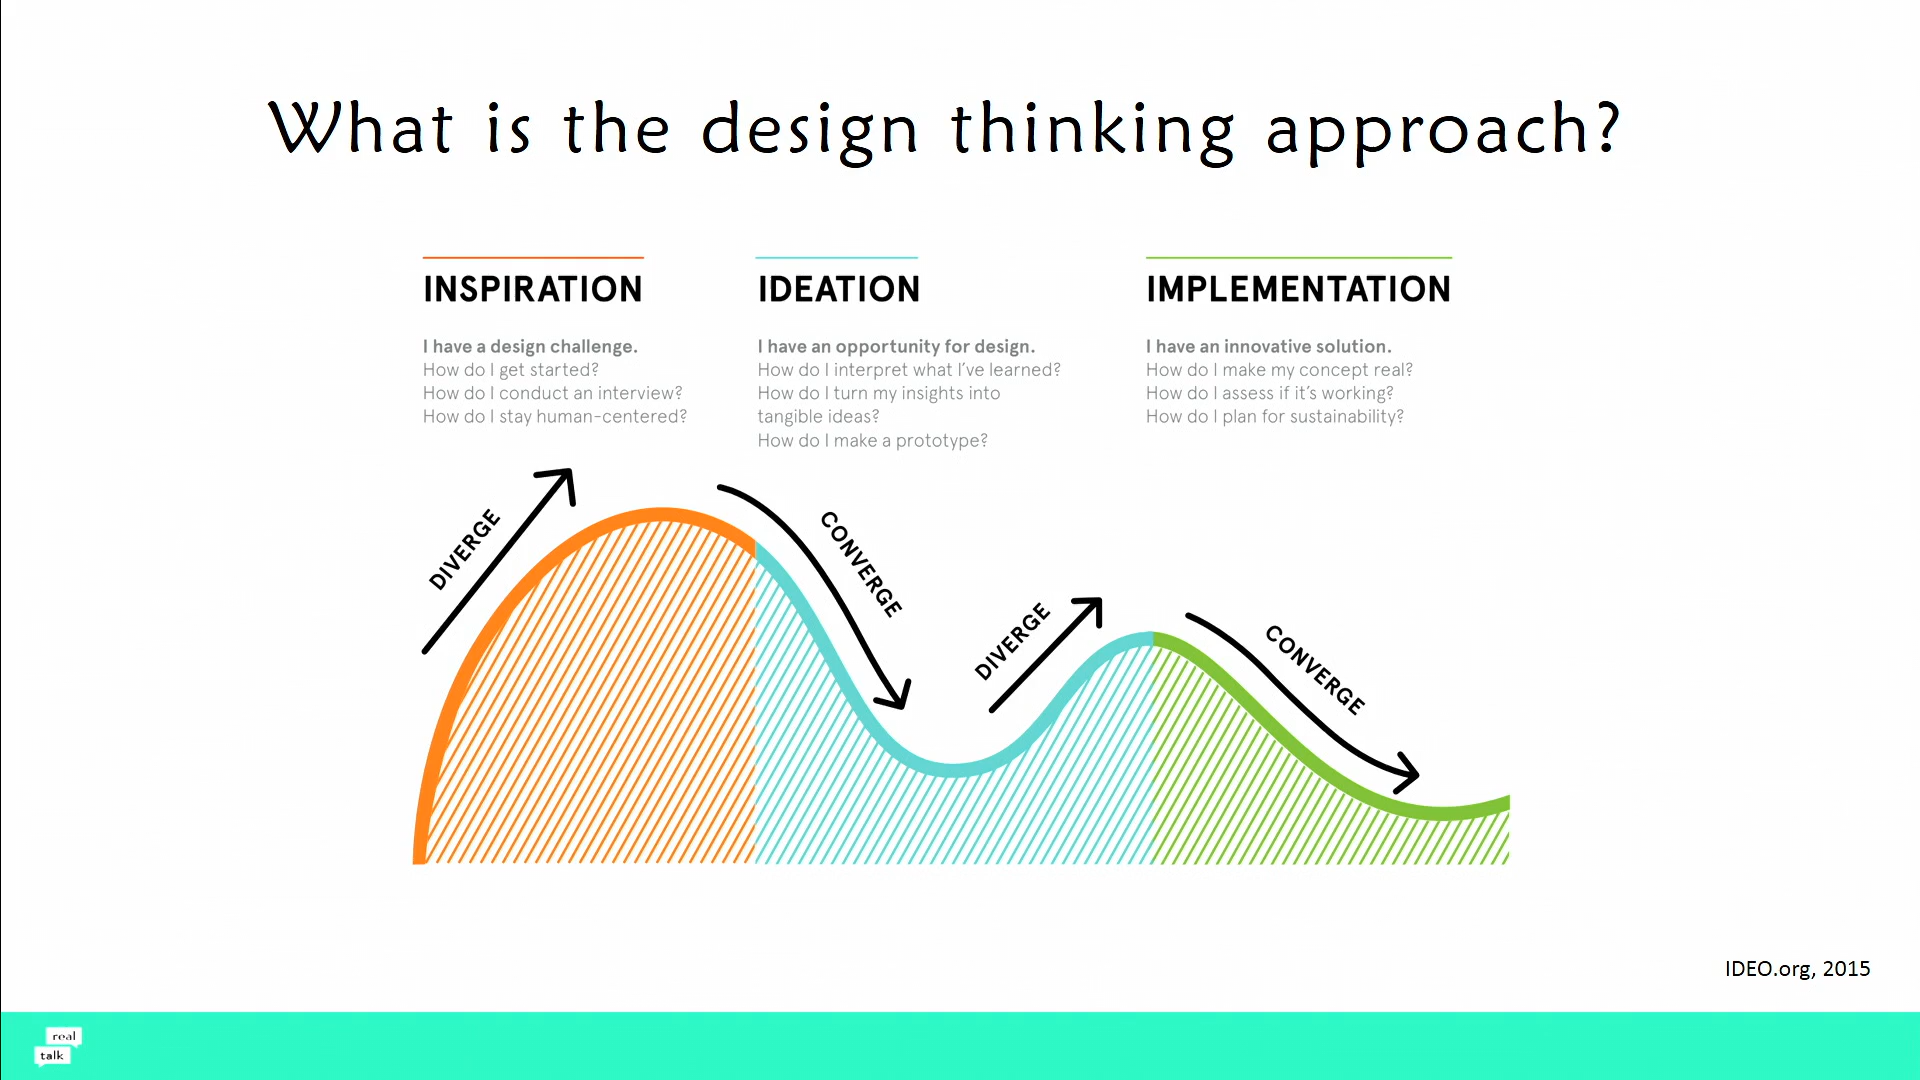 What is the design thinking approach?
INSPIRATION
I have a design challenge.
How do I get started?
How do I conduct an interview?
How do I stay human-centered?
IDEATION
I have an opportunity for design.
How do I interpret what I've learned?
How do I turn my insights into
tangible ideas?
How do I make a prototype?
IMPLEMENTATION
I have an innovative solution.
How do I make my concept real?
How do I assess if it's working?
How do I plan for sustainability?
DIVERGE
CONVERGE
DIVERGE
CONVERGE
IDEO.org, 2015
real
talk